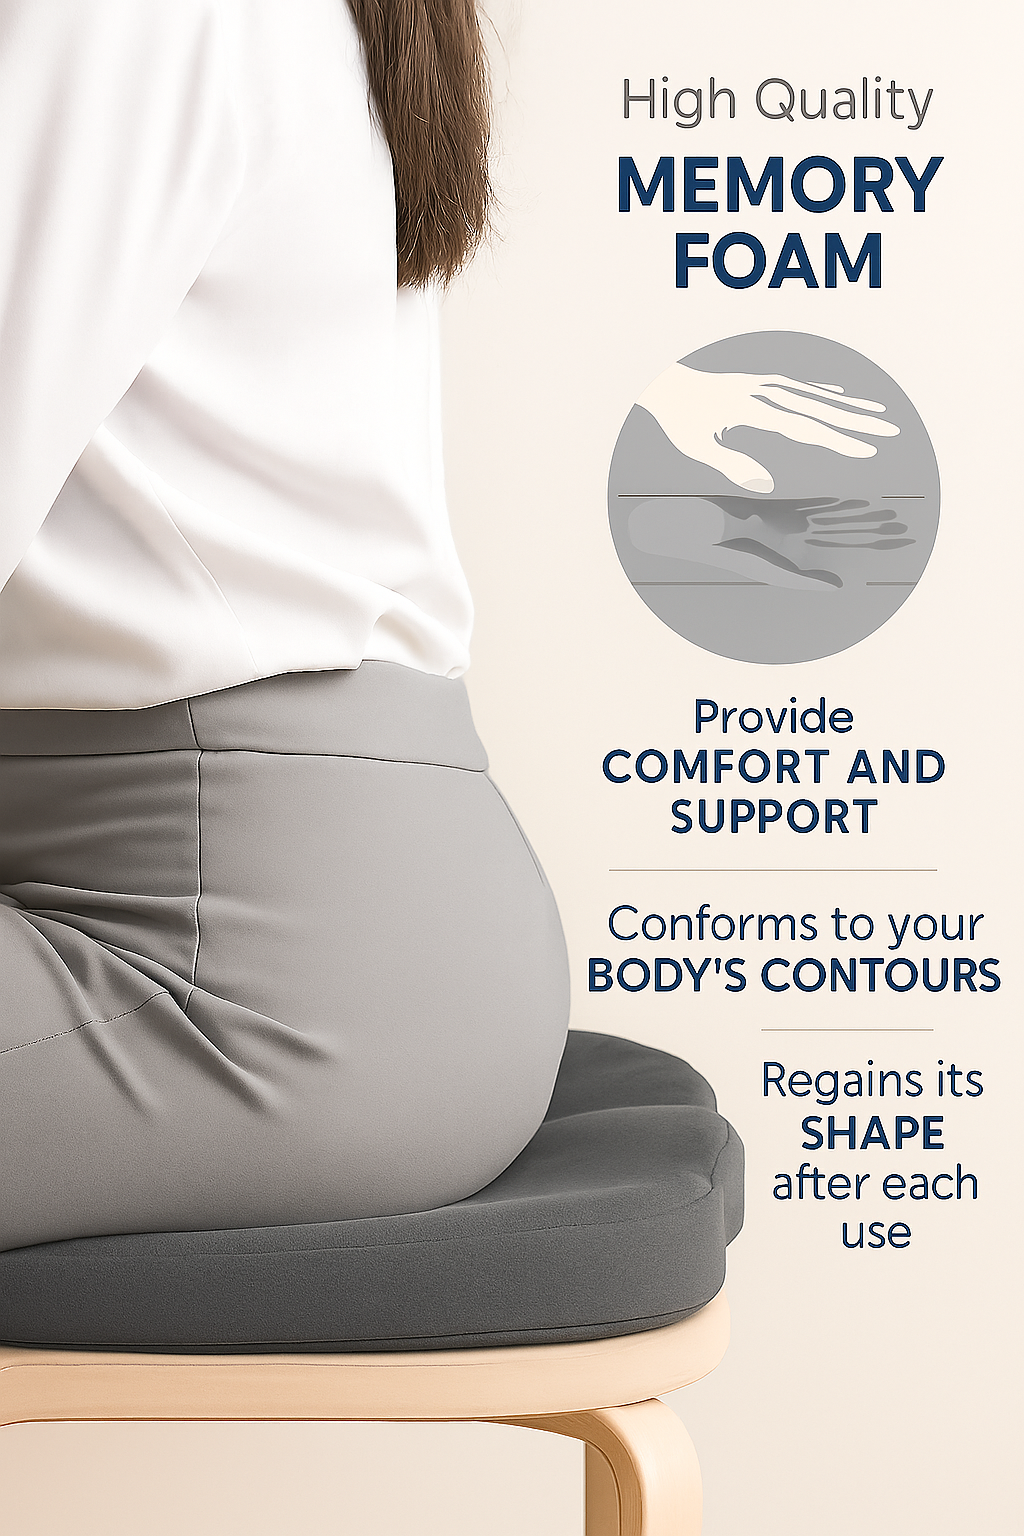 High Quality
MEMORY
FOAM
Provide
COMFORT AND
SUPPORT
Conforms to your
BODY'S CONTOURS
Regains its
SHAPE
after each
use